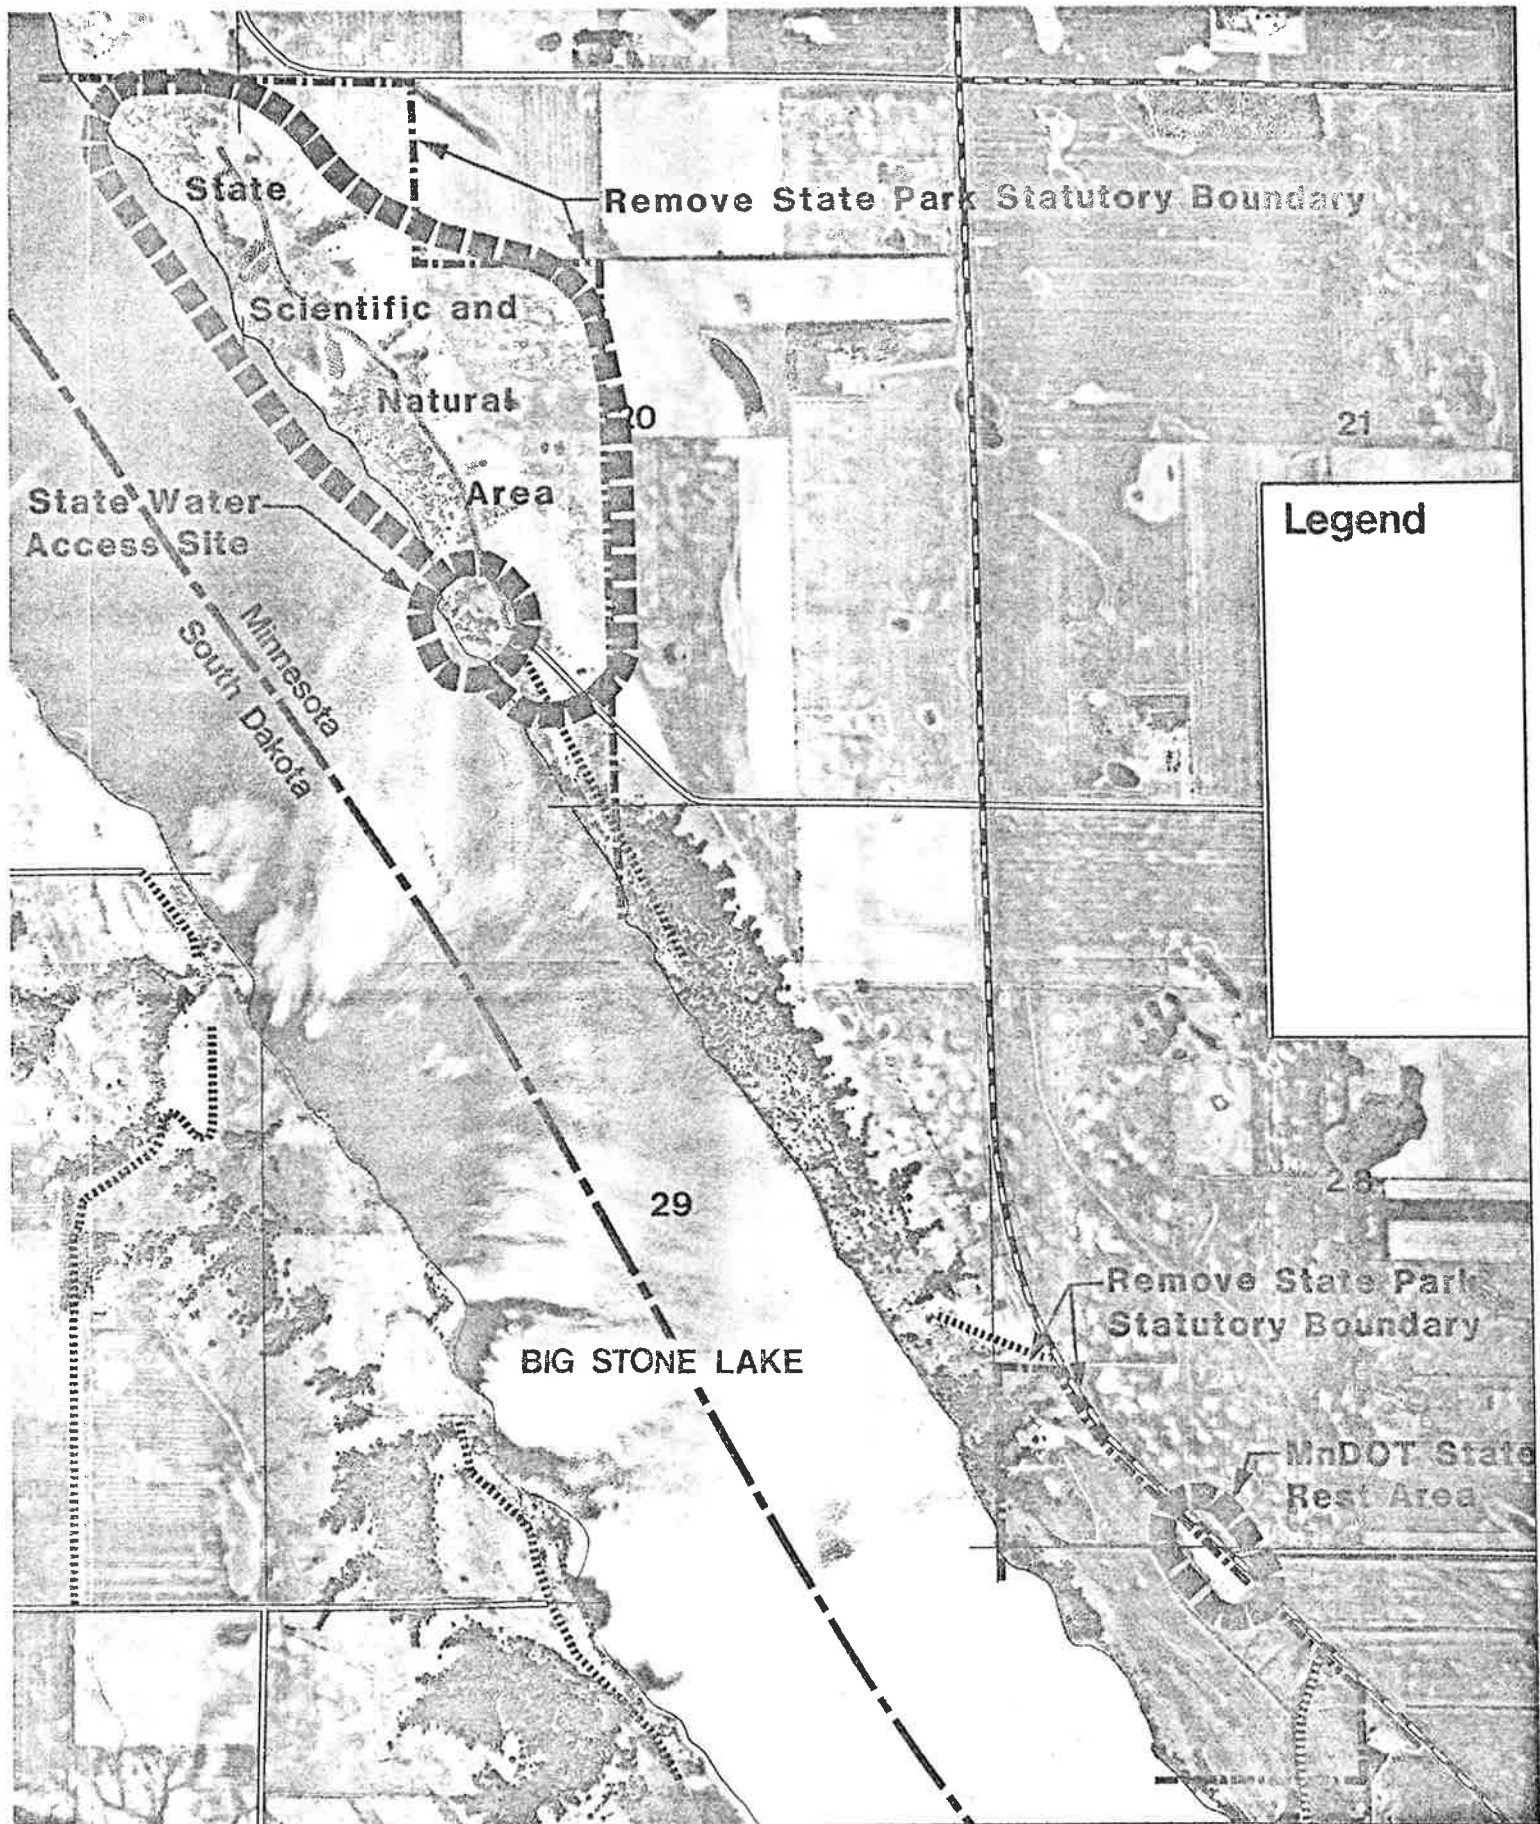 State
Remove State Park Statutory Boundary
Scientific and
Natural
20
21
Area
State Water
Access Site
Legend
Minnesota
South Dakota
29
28
Remove State Park
Statutory Boundary
BIG STONE LAKE
MnDOT State
Rest Area